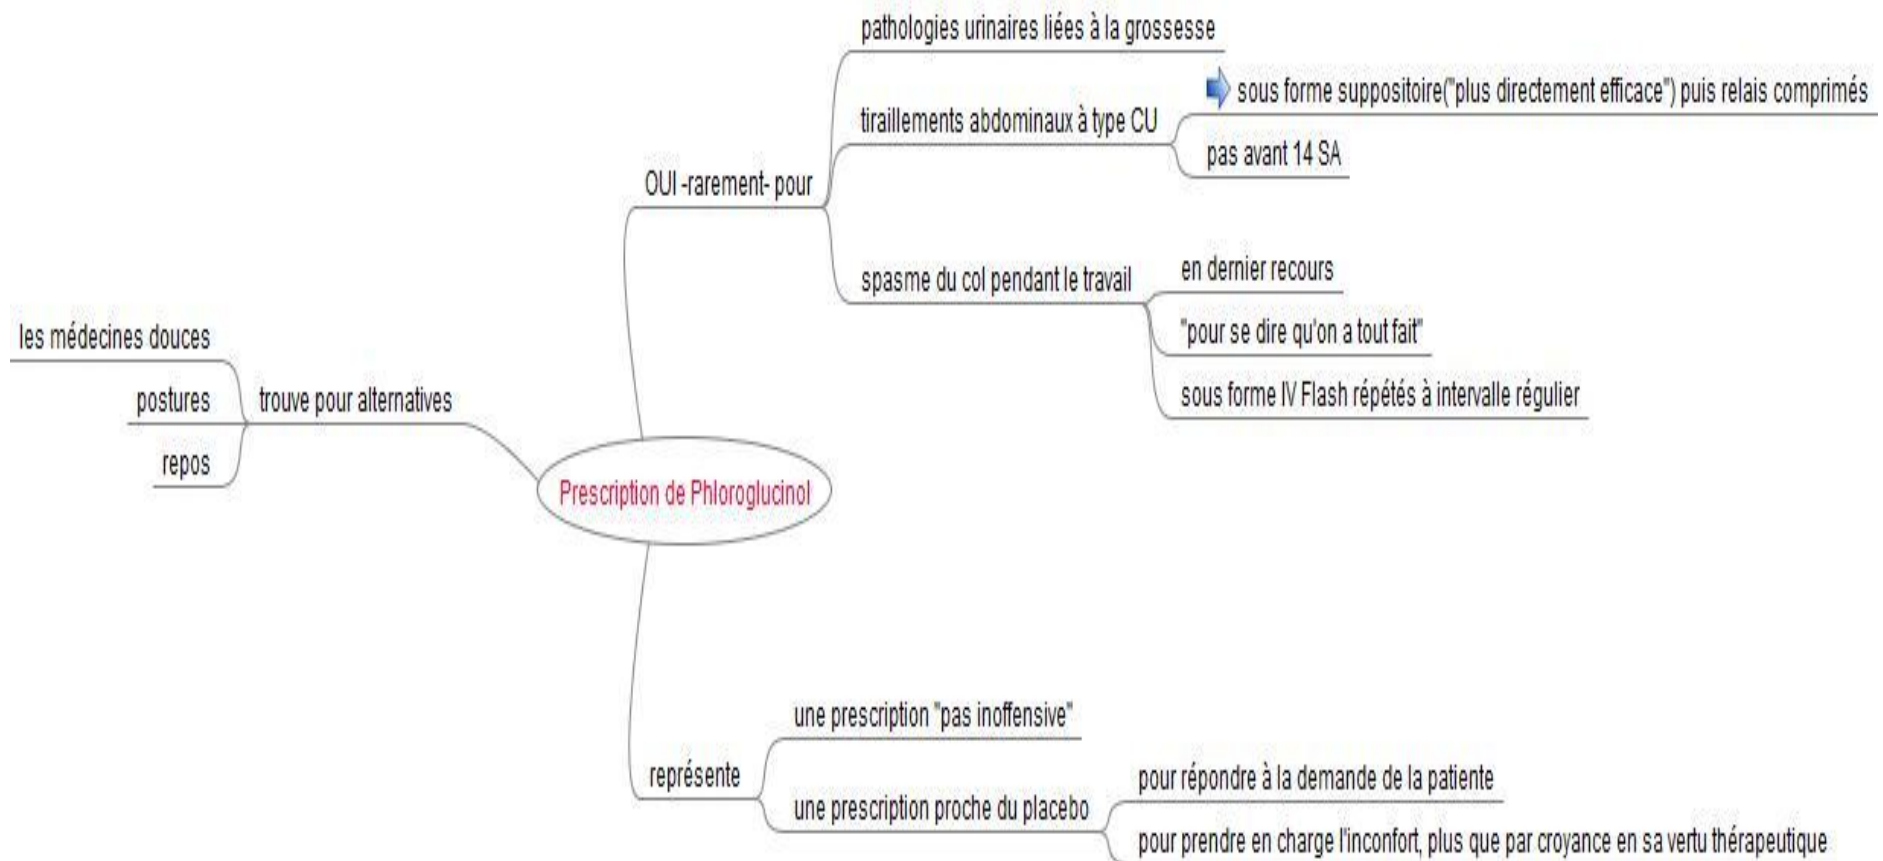 pathologies urinaires liées à la grossesse
sous forme suppositoire("plus directement efficace") puis relais comprimés
tiraillements abdominaux à type CU
pas avant 14 SA
OUI -rarement- pour
spasme du col pendant le travail
en dernier recours
"pour se dire qu'on a tout fait"
sous forme IV Flash répétés à intervalle régulier
les médecines douces
postures
trouve pour alternatives
repos
Prescription de Phloroglucinol
une prescription "pas inoffensive"
représente
une prescription proche du placebo
pour répondre à la demande de la patiente
pour prendre en charge l'inconfort, plus que par croyance en sa vertu thérapeutique